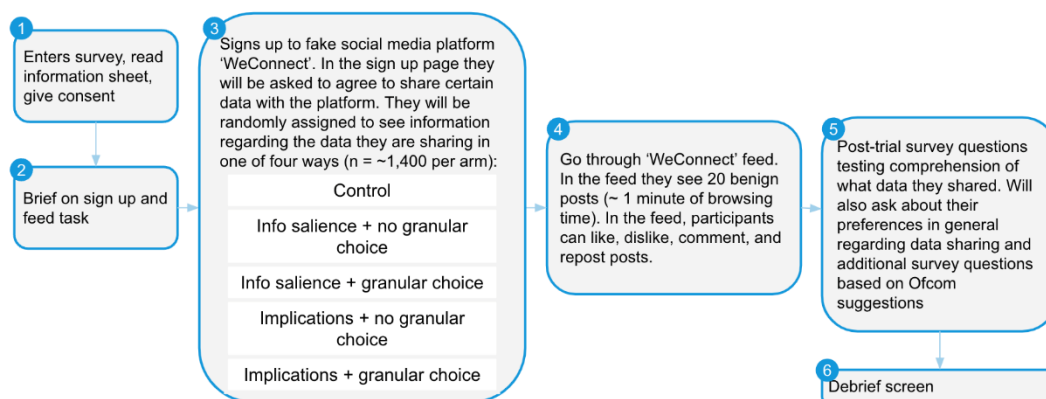 1
Enters survey, read
information sheet,
give consent
2
Brief on sign up and
feed task
3
Signs up to fake social media platform
‘WeConnect’. In the sign up page they
will be asked to agree to share certain
data with the platform. They will be
randomly assigned to see information
regarding the data they are sharing in
one of four ways (n = ~1,400 per arm):
Control
Info salience + no granular
choice
Info salience + granular choice
Implications + no granular
choice
Implications + granular choice
4
Go through ‘WeConnect’ feed.
In the feed they see 20 benign
posts (~ 1 minute of browsing
time). In the feed, participants
can like, dislike, comment, and
repost posts.
5
Post-trial survey questions
testing comprehension of
what data they shared. Will
also ask about their
preferences in general
regarding data sharing and
additional survey questions
based on Ofcom
suggestions
6
Debrief screen